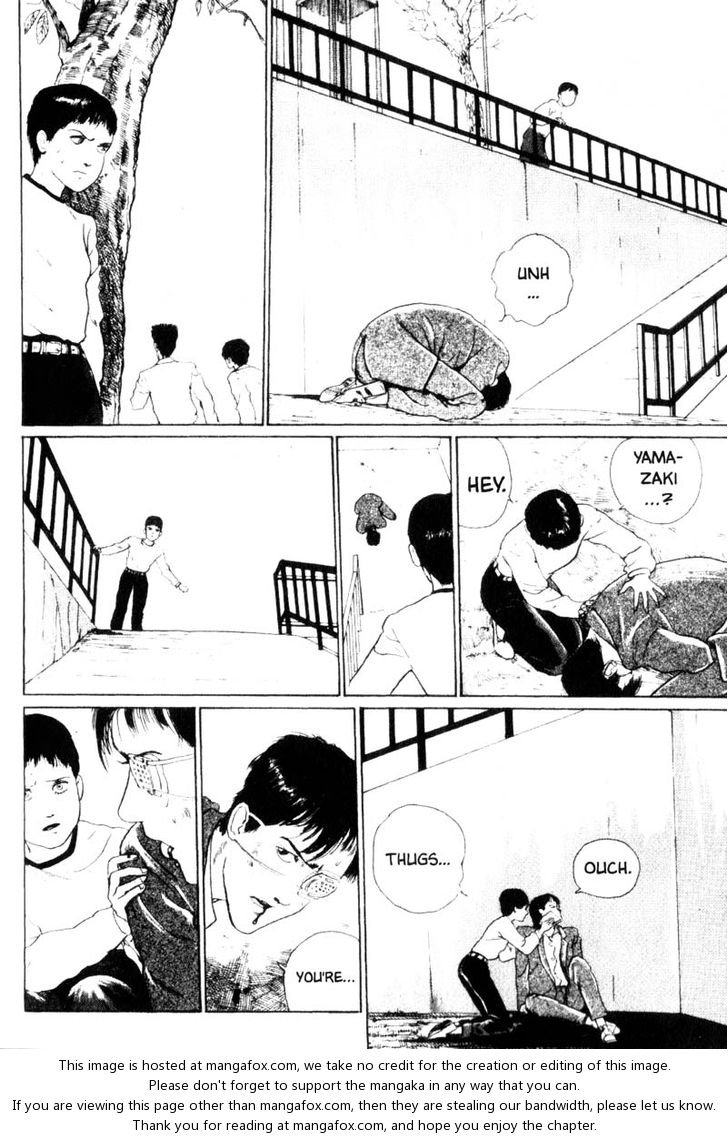 UNH
...
HEY.
YAMA-
ZAKI
...?
YOU'RE...
THUGS...
OUCH.
This image is hosted at mangafox.com, we take no credit for the creation or editing of this image.
Please don't forget to support the mangaka in any way that you can.
If you are viewing this page other than mangafox.com, then they are stealing our bandwidth, please let us know.
Thank you for reading at mangafox.com, and hope you enjoy the chapter.